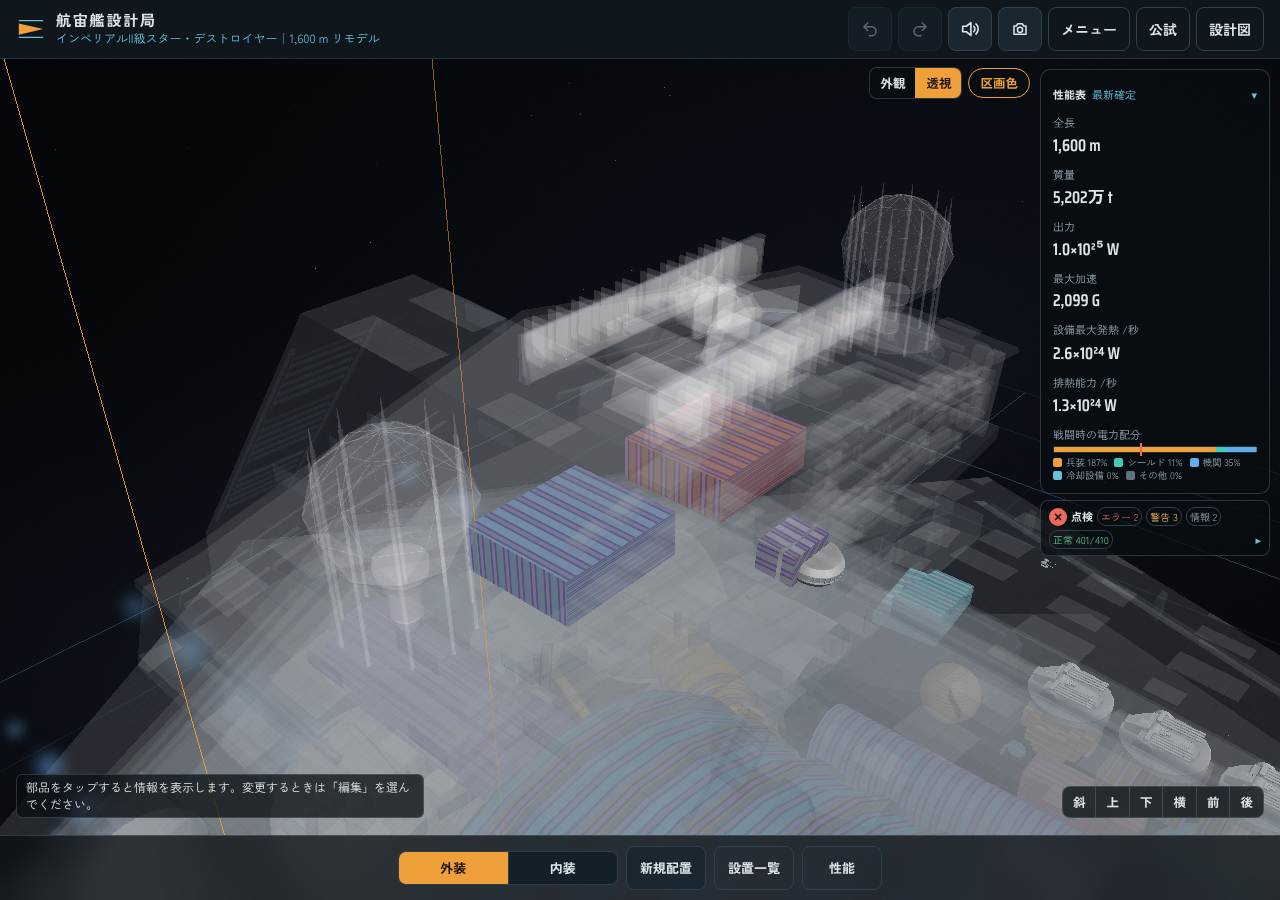 航宙艦設計局
インペリアルII級スター・デストロイヤー｜1,600 m リモデル
メニュー
公試
設計図
外観
透視
区画色
性能表 最新確定 ▾
全長
1,600 m
質量
5,202万 t
出力
1.0×10²⁵ W
最大加速
2,099 G
設備最大発熱 /秒
2.6×10²⁴ W
排熱能力 /秒
1.3×10²⁴ W
戦闘時の電力配分
兵装 187% シールド 11% 機関 35%
冷却設備 0% その他 0%
点検 エラー 2 警告 3 情報 2
正常 401/410 ▸
部品をタップすると情報を表示します。変更するときは「編集」を選ん
でください。
斜 上 下 横 前 後
外装
内装
新規配置
設置一覧
性能